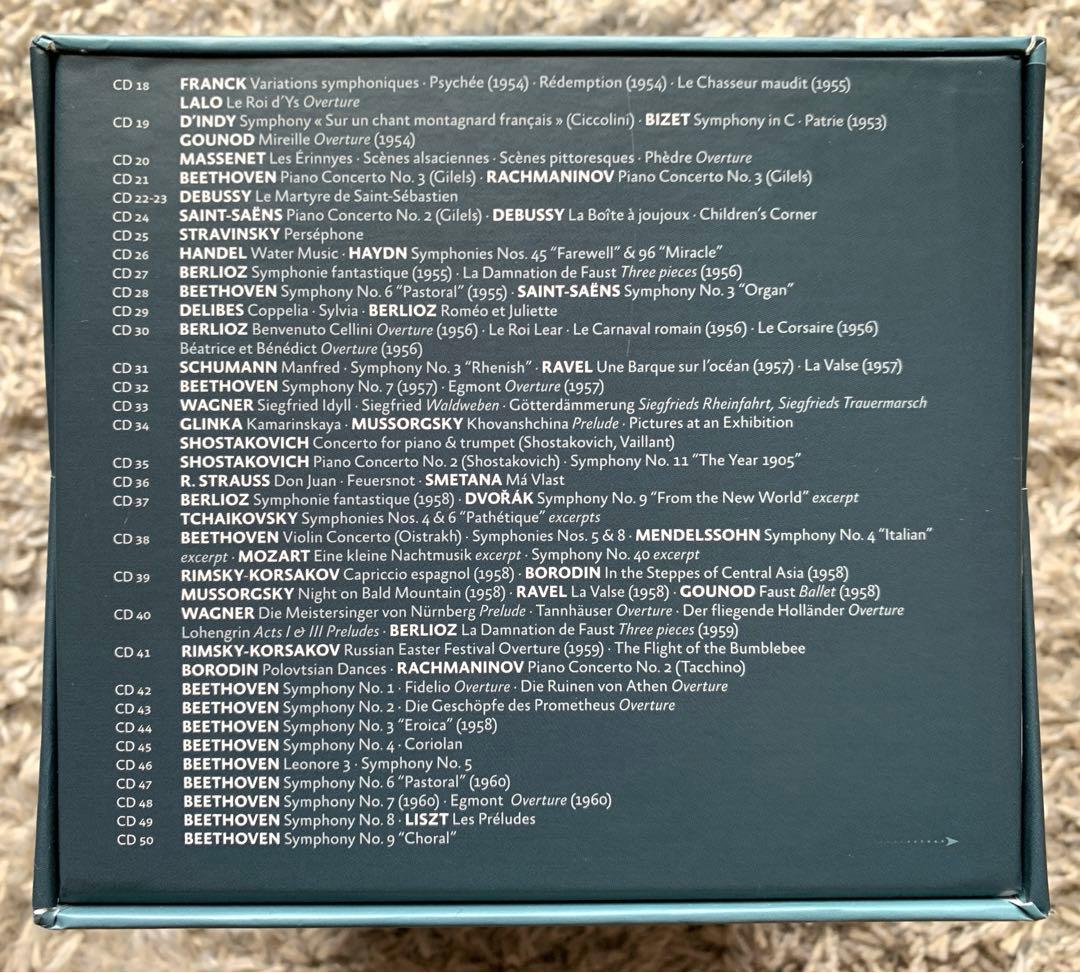 CD 18 FRANCK Variations symphoniques · Psychée (1954) · Rédemption (1954) · Le Chasseur maudit (1955)
LALO Le Roi d'Ys Overture
CD 19 D'INDY Symphony « Sur un chant montagnard français » (Ciccolini) · BIZET Symphony in C · Patrie (1953)
GOUNOD Mireille Overture (1954)
CD 20 MASSENET Les Érinnyes · Scènes alsaciennes · Scènes pittoresques · Phèdre Overture
CD 21 BEETHOVEN Piano Concerto No. 3 (Gilels) · RACHMANINOV Piano Concerto No. 3 (Gilels)
CD 22-23 DEBUSSY Le Martyre de Saint-Sébastien
CD 24 SAINT-SAËNS Piano Concerto No. 2 (Gilels) · DEBUSSY La Boîte à joujoux · Children's Corner
CD 25 STRAVINSKY Perséphone
CD 26 HANDEL Water Music · HAYDN Symphonies Nos. 45 “Farewell” & 96 “Miracle”
CD 27 BERLIOZ Symphonie fantastique (1955) · La Damnation de Faust Three pieces (1956)
CD 28 BEETHOVEN Symphony No. 6 “Pastoral” (1955) · SAINT-SAËNS Symphony No. 3 “Organ”
CD 29 DELIBES Coppelia · Sylvia · BERLIOZ Roméo et Juliette
CD 30 BERLIOZ Benvenuto Cellini Overture (1956) · Le Roi Lear · Le Carnaval romain (1956) · Le Corsaire (1956)
Béatrice et Bénédict Overture (1956)
CD 31 SCHUMANN Manfred · Symphony No. 3 “Rhenish” · RAVEL Une Barque sur l'océan (1957) · La Valse (1957)
CD 32 BEETHOVEN Symphony No. 7 (1957) · Egmont Overture (1957)
CD 33 WAGNER Siegfried Idyll · Siegfried Waldweben · Götterdämmerung Siegfrieds Rheinfahrt, Siegfrieds Trauermarsch
CD 34 GLINKA Kamarinskaya · MUSSORGSKY Khovanshchina Prelude · Pictures at an Exhibition
SHOSTAKOVICH Concerto for piano & trumpet (Shostakovich, Vaillant)
CD 35 SHOSTAKOVICH Piano Concerto No. 2 (Shostakovich) · Symphony No. 11 “The Year 1905”
CD 36 R. STRAUSS Don Juan · Feuersnot · SMETANA Má Vlast
CD 37 BERLIOZ Symphonie fantastique (1958) · DVOŘÁK Symphony No. 9 “From the New World” excerpt
TCHAIKOVSKY Symphonies Nos. 4 & 6 “Pathétique” excerpts
CD 38 BEETHOVEN Violin Concerto (Oistrakh) · Symphonies Nos. 5 & 8 · MENDELSSOHN Symphony No. 4 “Italian”
excerpt · MOZART Eine kleine Nachtmusik excerpt · Symphony No. 40 excerpt
CD 39 RIMSKY-KORSAKOV Capriccio espagnol (1958) · BORODIN In the Steppes of Central Asia (1958)
MUSSORGSKY Night on Bald Mountain (1958) · RAVEL La Valse (1958) · GOUNOD Faust Ballet (1958)
CD 40 WAGNER Die Meistersinger von Nürnberg Prelude · Tannhäuser Overture · Der fliegende Holländer Overture
Lohengrin Acts I & III Preludes · BERLIOZ La Damnation de Faust Three pieces (1959)
CD 41 RIMSKY-KORSAKOV Russian Easter Festival Overture (1959) · The Flight of the Bumblebee
BORODIN Polovtsian Dances · RACHMANINOV Piano Concerto No. 2 (Tacchino)
CD 42 BEETHOVEN Symphony No. 1 · Fidelio Overture · Die Ruinen von Athen Overture
CD 43 BEETHOVEN Symphony No. 2 · Die Geschöpfe des Prometheus Overture
CD 44 BEETHOVEN Symphony No. 3 “Eroica” (1958)
CD 45 BEETHOVEN Symphony No. 4 · Coriolan
CD 46 BEETHOVEN Leonore 3 · Symphony No. 5
CD 47 BEETHOVEN Symphony No. 6 “Pastoral” (1960)
CD 48 BEETHOVEN Symphony No. 7 (1960) · Egmont Overture (1960)
CD 49 BEETHOVEN Symphony No. 8 · LISZT Les Préludes
CD 50 BEETHOVEN Symphony No. 9 “Choral”